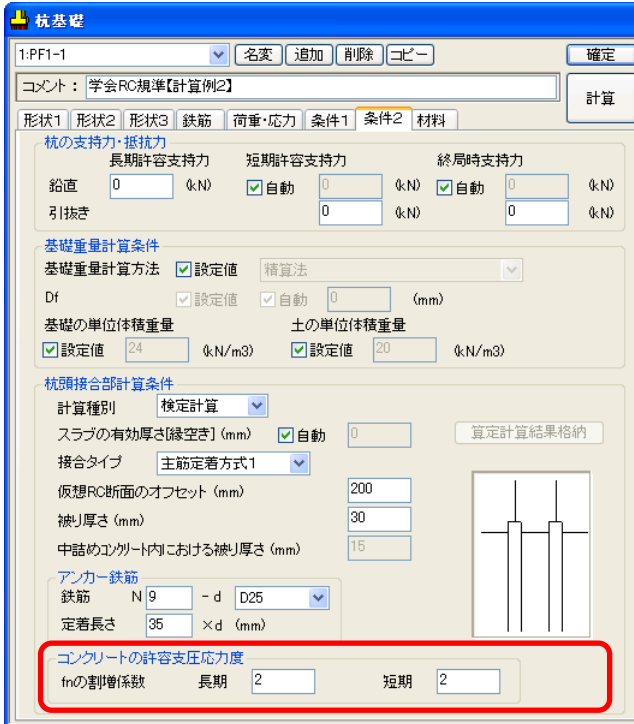 杭基礎
1:PF1-1 名変 追加 削除 コピー 確定
コメント： 学会RC規準【計算例2】 計算
形状1 形状2 形状3 鉄筋 荷重・応力 条件1 条件2 材料
杭の支持力・抵抗力
長期許容支持力 短期許容支持力 終局時支持力
鉛直 0 (kN) 自動 0 (kN) 自動 0 (kN)
引抜き 0 (kN) 0 (kN)
基礎重量計算条件
基礎重量計算方法 設定値 積算法
Df 設定値 自動 0 (mm)
基礎の単位体積重量 土の単位体積重量
設定値 24 (kN/m3) 設定値 20 (kN/m3)
杭頭接合部計算条件
計算種別 検定計算
スラブの有効厚さ[縁空き] (mm) 自動 0 算定計算結果格納
接合タイプ 主筋定着方式1
仮想RC断面のオフセット (mm) 200
被り厚さ (mm) 30
中詰めコンクリート内における被り厚さ (mm) 15
アンカー鉄筋
鉄筋 N 9 - d D25
定着長さ 35 ×d (mm)
コンクリートの許容支圧応力度
fnの割増係数 長期 2 短期 2